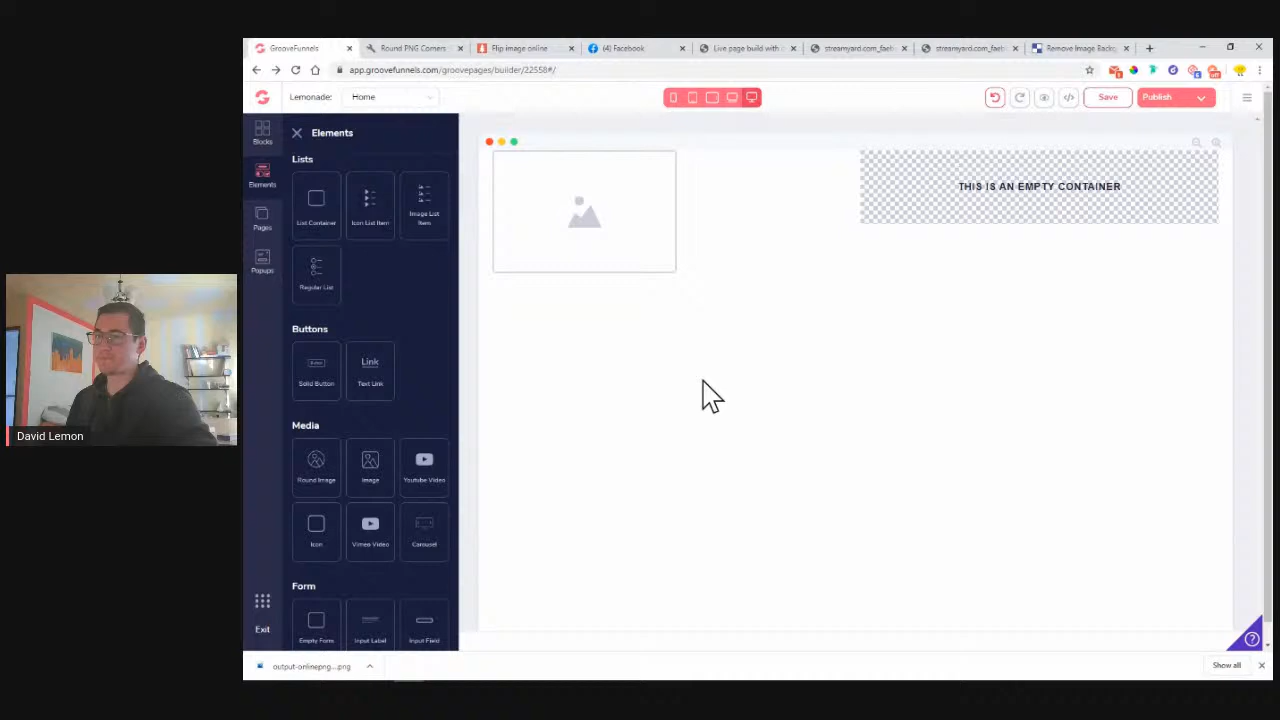 GrooveFunnels
Round PNG Corners
Flip image online
(4) Facebook
Live page build with
streamyard.com_faeb
streamyard.com_faeb
Remove Image Backg
app.groovefunnels.com/groovepages/builder/22558#/
Lemonade:
Home
Save
Publish
Blocks
Elements
Pages
Popups
Exit
Elements
Lists
List Container
Icon List Item
Image List
Item
Regular List
Buttons
Solid Button
Link
Text Link
Media
Round Image
Image
Youtube Video
Icon
Vimeo Video
Carousel
Form
Empty Form
Input Label
Input Field
THIS IS AN EMPTY CONTAINER
David Lemon
output-onlinepng...png
Show all